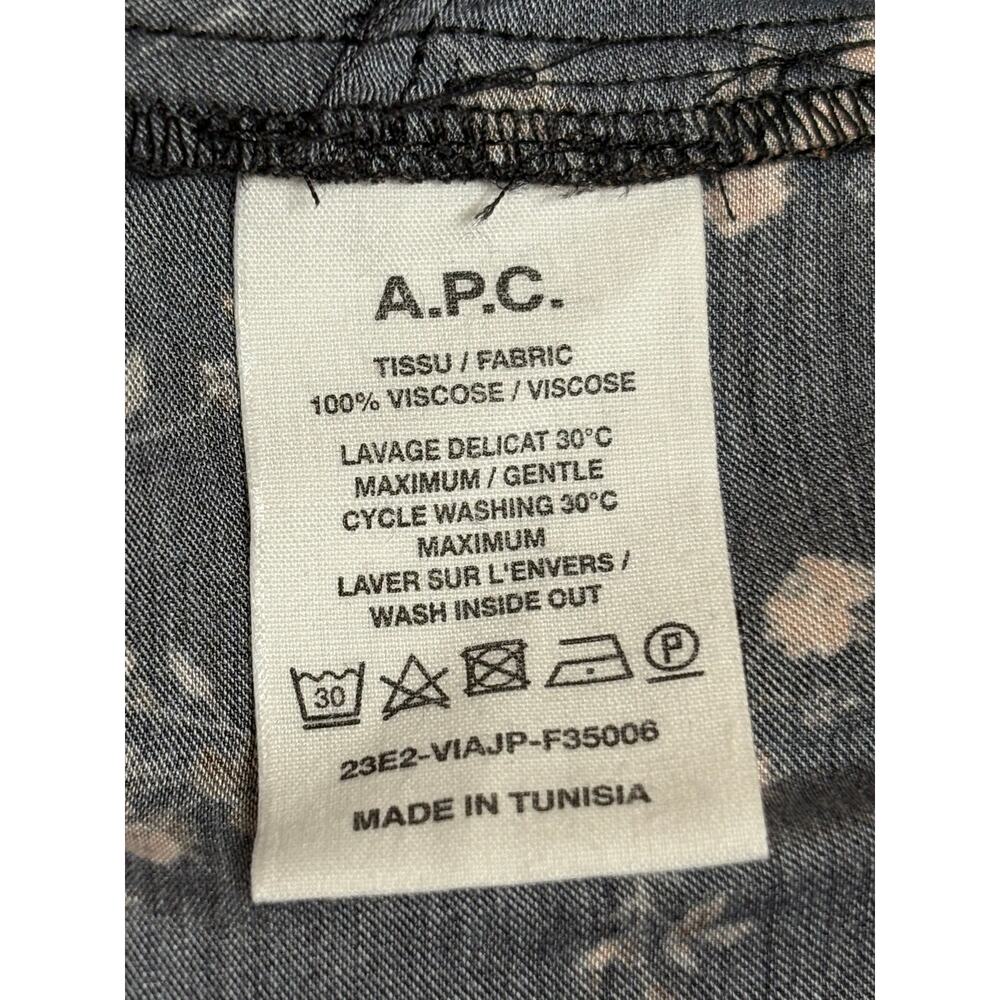 A.P.C.
TISSU / FABRIC
100% VISCOSE / VISCOSE
LAVAGE DELICAT 30°C
MAXIMUM / GENTLE
CYCLE WASHING 30°C
MAXIMUM
LAVER SUR L'ENVERS /
WASH INSIDE OUT
30 P
23E2-VIAJP-F35006
MADE IN TUNISIA